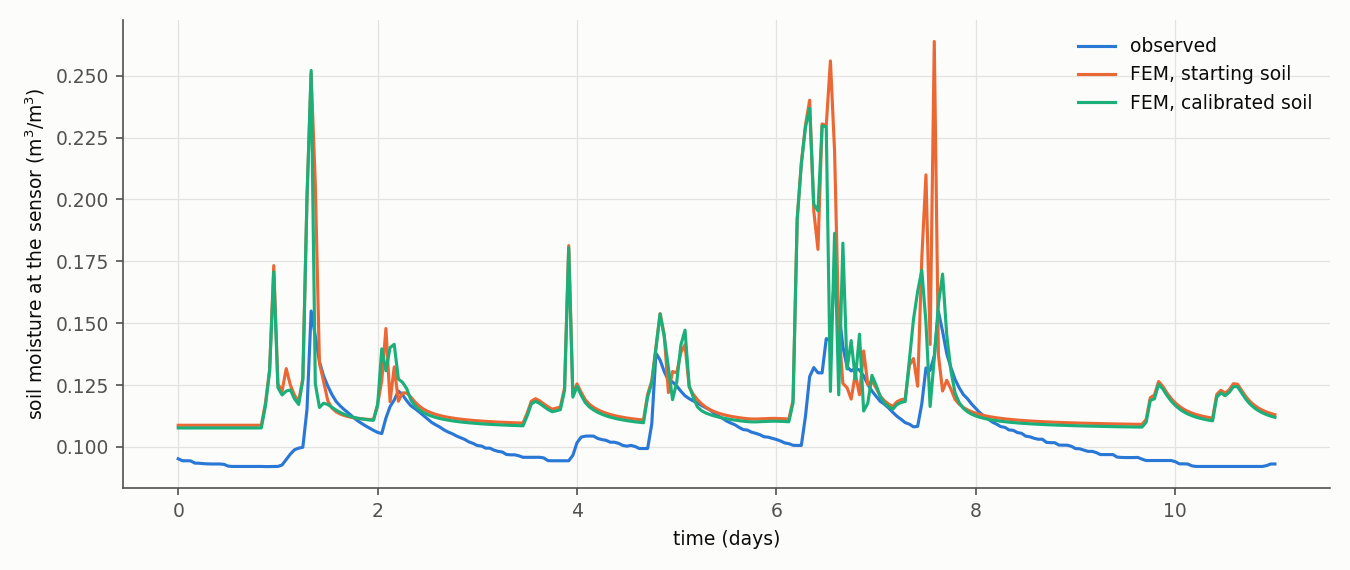 observed
FEM, starting soil
FEM, calibrated soil
soil moisture at the sensor (m³/m³)
0.250
0.225
0.200
0.175
0.150
0.125
0.100
0 2 4 6 8 10
time (days)